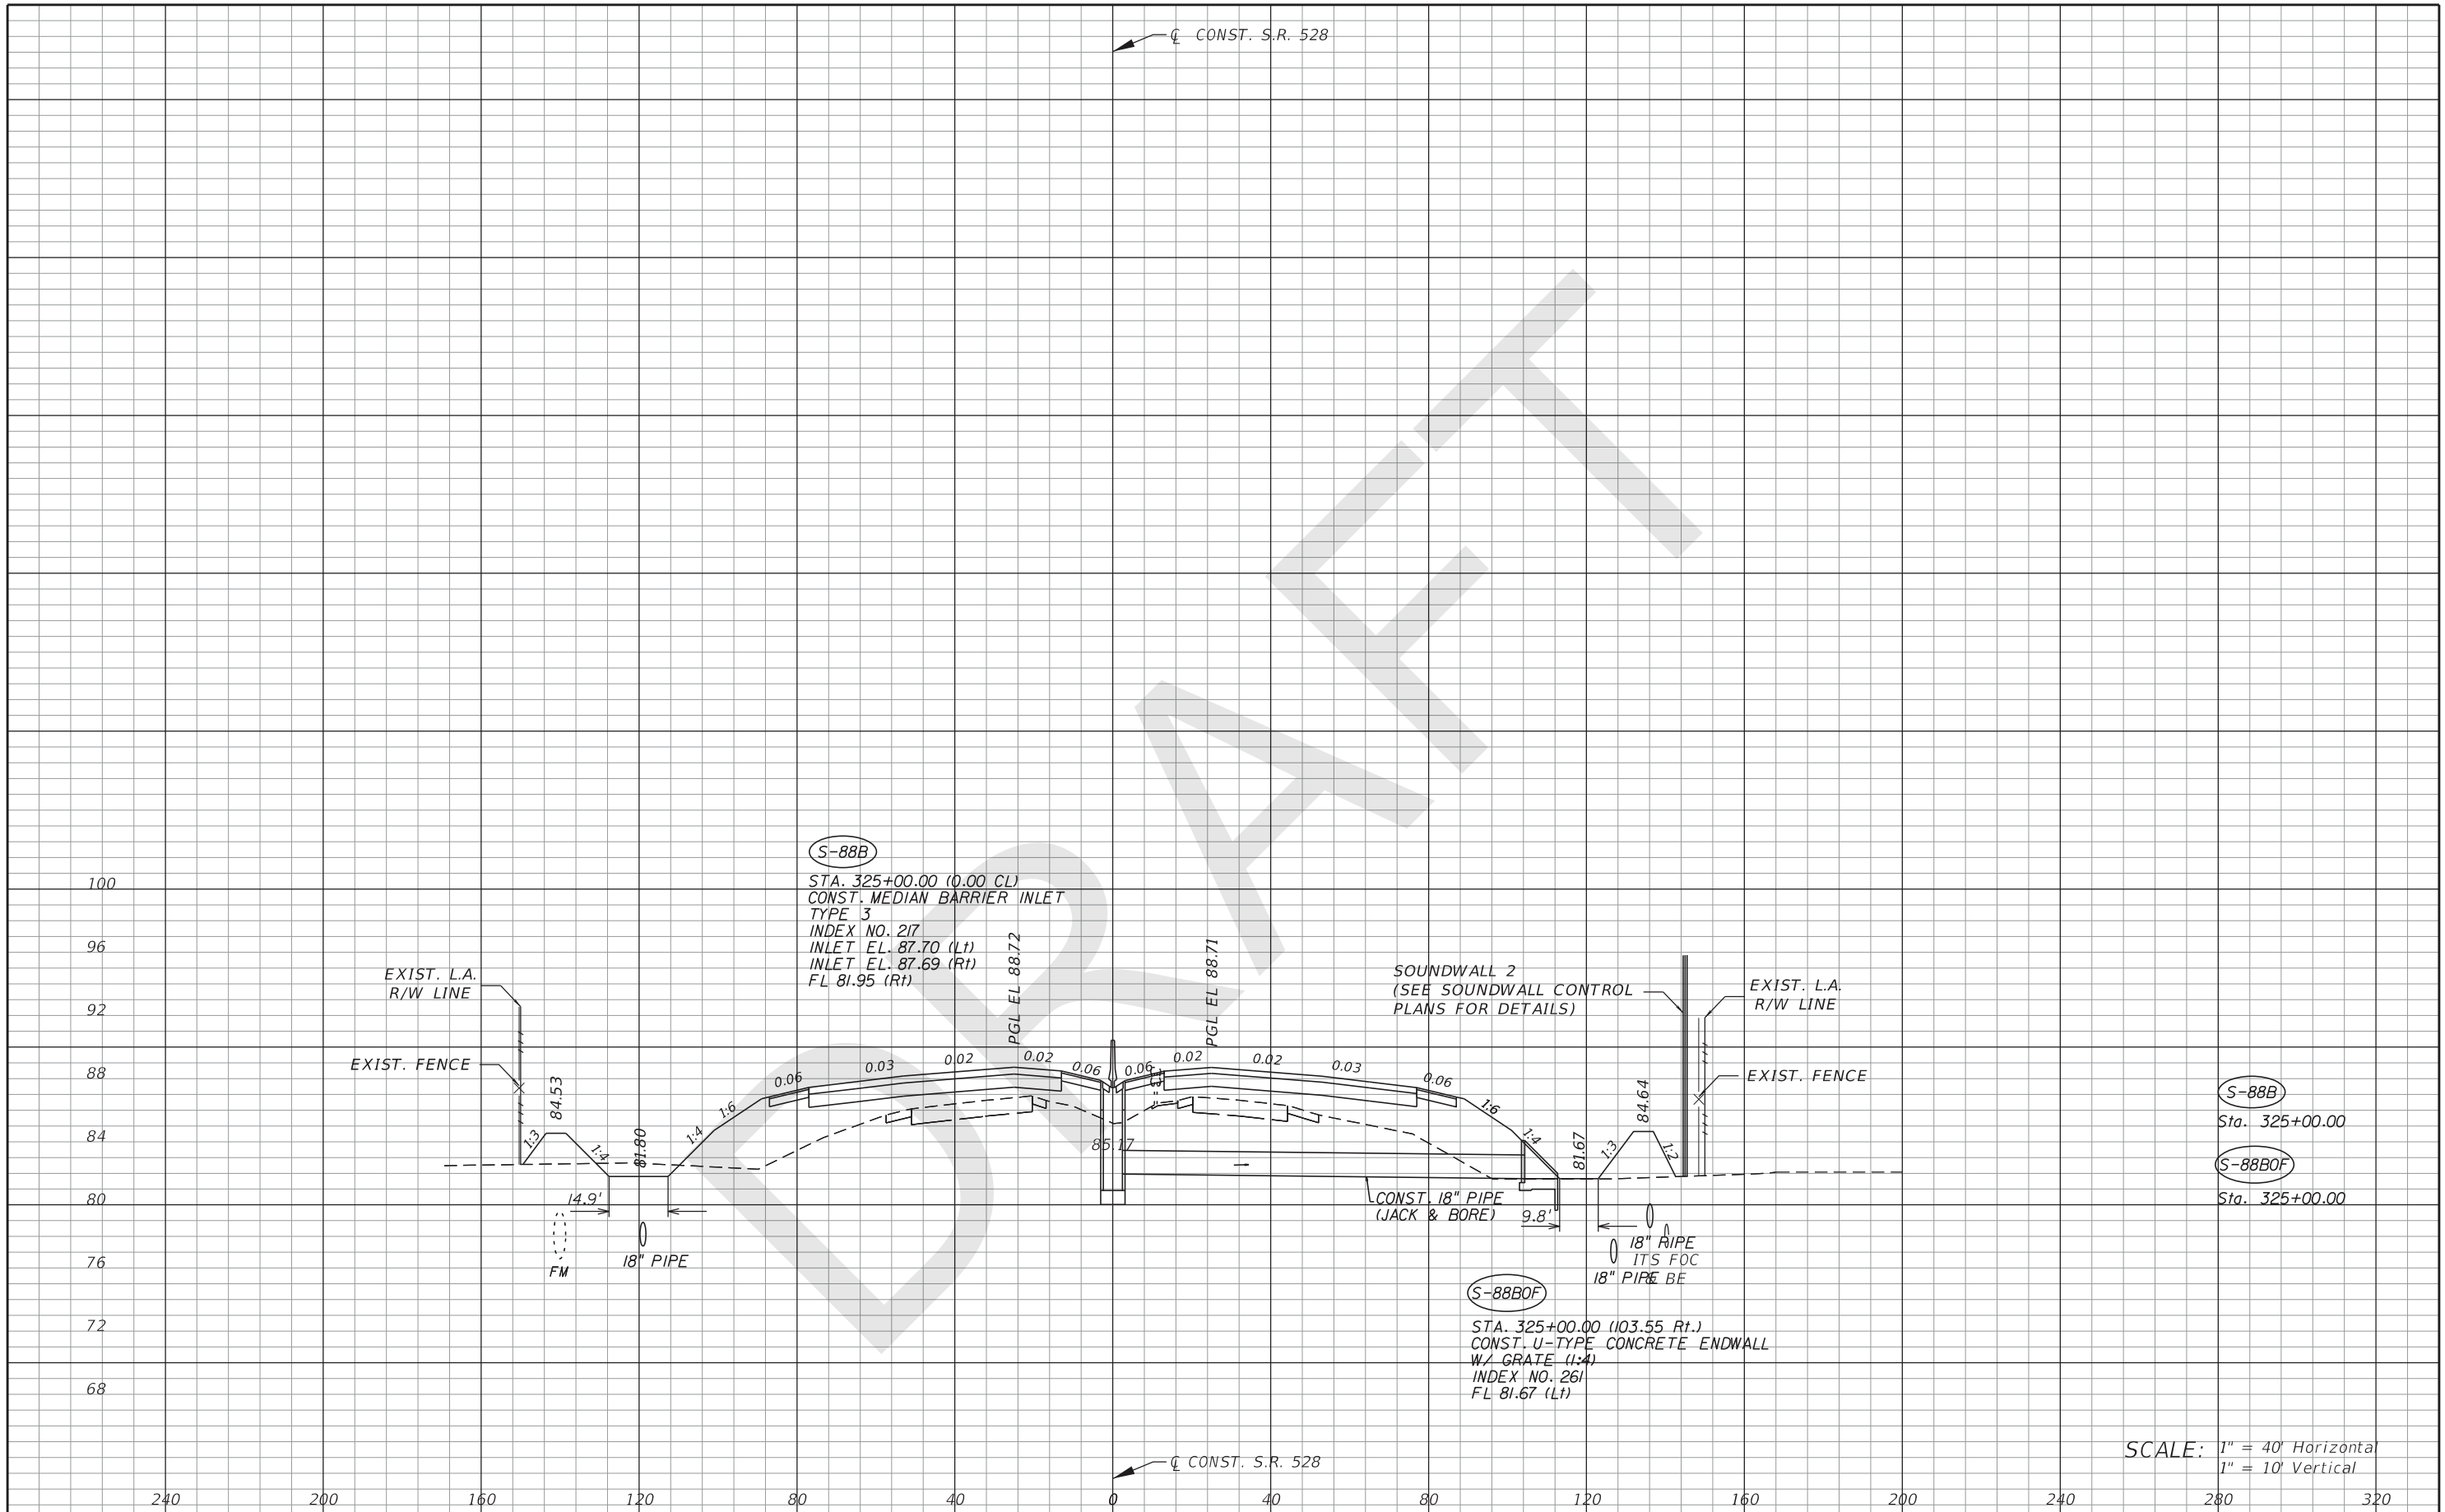 ℄ CONST. S.R. 528
DRAFT
S-88B
STA. 325+00.00 (0.00 CL)
CONST. MEDIAN BARRIER INLET
TYPE 3
INDEX NO. 217
INLET EL. 87.70 (Lt)
INLET EL. 87.69 (Rt)
FL 81.95 (Rt)
100
96
92
88
84
80
76
72
68
EXIST. L.A.
R/W LINE
EXIST. FENCE
PGL EL 88.72
PGL EL 88.71
SOUNDWALL 2
(SEE SOUNDWALL CONTROL
PLANS FOR DETAILS)
EXIST. L.A.
R/W LINE
EXIST. FENCE
0.06
0.03
0.02
0.02
0.06
0.06
0.02
0.02
0.03
0.06
1:3
84.53
1:4
81.80
1:4
1:6
85.17
1:6
1:4
81.67
1:3
84.64
1:2
14.9'
FM
18" PIPE
CONST. 18" PIPE
(JACK & BORE)
9.8'
18" PIPE
ITS FOC
& BE
18" PIPE
S-88B
Sta. 325+00.00
S-88BOF
Sta. 325+00.00
S-88BOF
STA. 325+00.00 (103.55 Rt.)
CONST. U-TYPE CONCRETE ENDWALL
W/ GRATE (1:4)
INDEX NO. 261
FL 81.67 (Lt)
℄ CONST. S.R. 528
SCALE: 1" = 40' Horizontal
1" = 10' Vertical
240 200 160 120 80 40 0 40 80 120 160 200 240 280 320